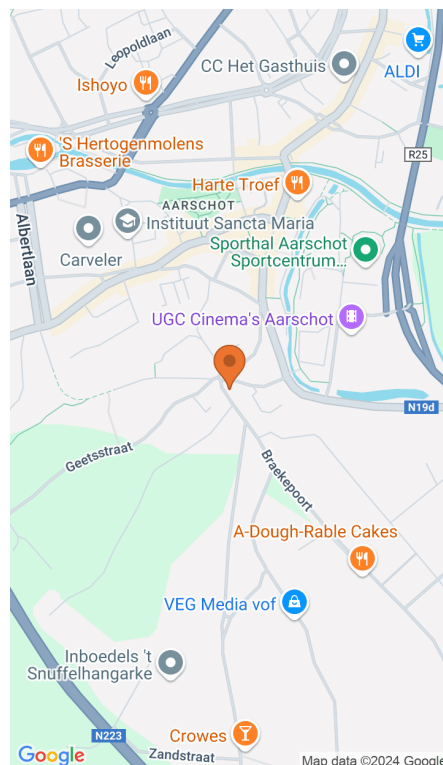 Leopoldlaan
CC Het Gasthuis
ALDI
Ishoyo
'S Hertogenmolens
Brasserie
R25
Harte Troef
AARSCHOT
Instituut Sancta Maria
Albertlaan
Carveler
Sporthal Aarschot
Sportcentrum...
UGC Cinema's Aarschot
N19d
Geetsstraat
Braekepoort
A-Dough-Rable Cakes
VEG Media vof
Inboedels 't
Snuffelhangarke
N223
Crowes
Zandstraat
Google
Map data ©2024 Google